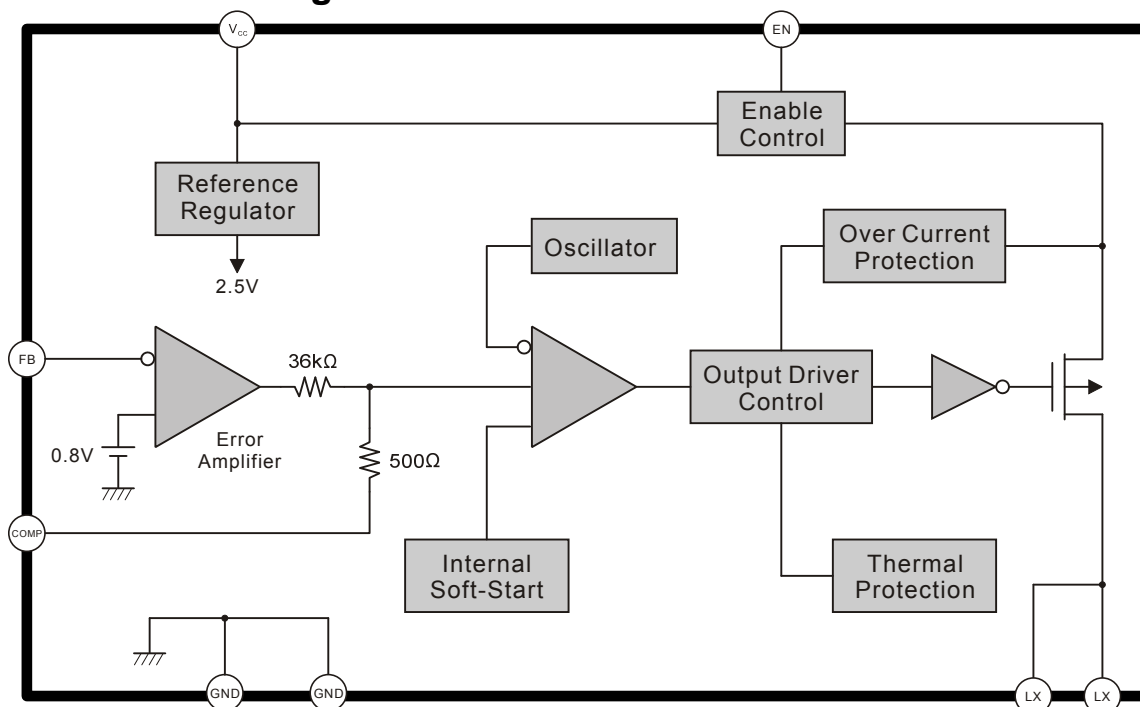 Vcc
EN
Enable
Control
Reference
Regulator
2.5V
Oscillator
Over Current
Protection
FB
36kΩ
Output Driver
Control
0.8V
Error
Amplifier
500Ω
COMP
Internal
Soft-Start
Thermal
Protection
GND
GND
LX
LX